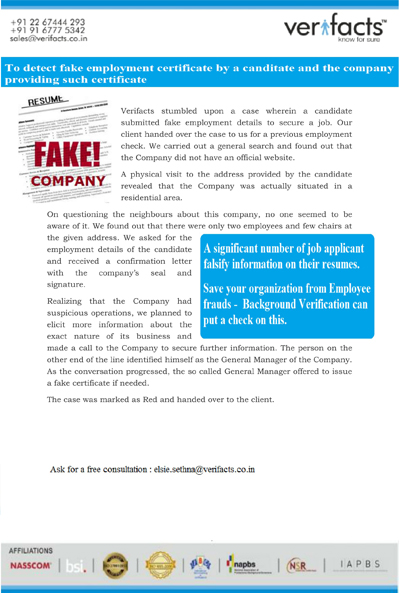 +91 22 67444 293
+91 91 6777 5342
sales@verifacts.co.in
verifacts™
know for sure
To detect fake employment certificate by a canditate and the company
providing such certificate
RESUME
FAKE!
COMPANY
Verifacts stumbled upon a case wherein a candidate
submitted fake employment details to secure a job. Our
client handed over the case to us for a previous employment
check. We carried out a general search and found out that
the Company did not have an official website.
A physical visit to the address provided by the candidate
revealed that the Company was actually situated in a
residential area.
On questioning the neighbours about this company, no one seemed to be
aware of it. We found out that there were only two employees and few chairs at
the given address. We asked for the
employment details of the candidate
and received a confirmation letter
with the company's seal and
signature.
Realizing that the Company had
suspicious operations, we planned to
elicit more information about the
exact nature of its business and
A significant number of job applicant
falsify information on their resumes.
Save your organization from Employee
frauds - Background Verification can
put a check on this.
made a call to the Company to secure further information. The person on the
other end of the line identified himself as the General Manager of the Company.
As the conversation progressed, the so called General Manager offered to issue
a fake certificate if needed.
The case was marked as Red and handed over to the client.
Ask for a free consultation : elsie.sethna@verifacts.co.in
AFFILIATIONS
NASSCOM
bsi.
napbs
NSR
I A P B S